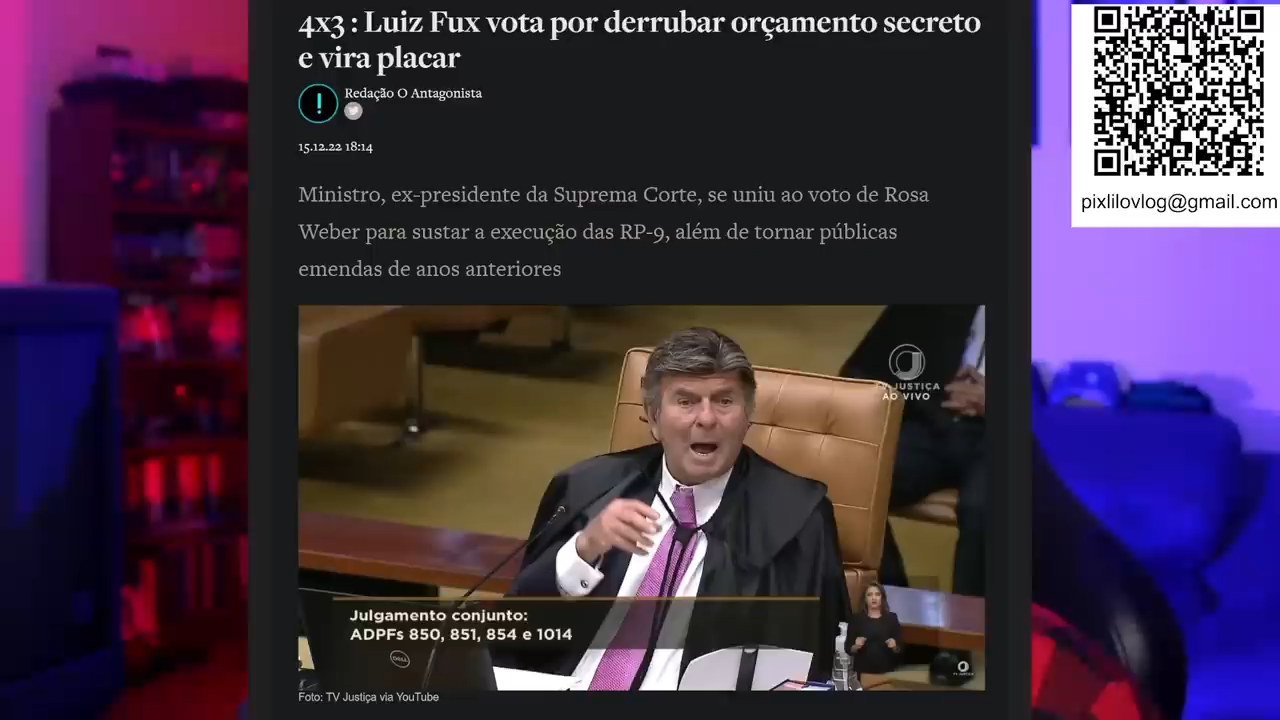 4x3 : Luiz Fux vota por derrubar orçamento secreto
e vira placar
Redação O Antagonista
15.12.22 18:14
Ministro, ex-presidente da Suprema Corte, se uniu ao voto de Rosa
Weber para sustar a execução das RP-9, além de tornar públicas
emendas de anos anteriores
pixlilovlog@gmail.com
TV JUSTIÇA
AO VIVO
Julgamento conjunto:
ADPFs 850, 851, 854 e 1014
DELL
TV JUSTIÇA
Foto: TV Justiça via YouTube